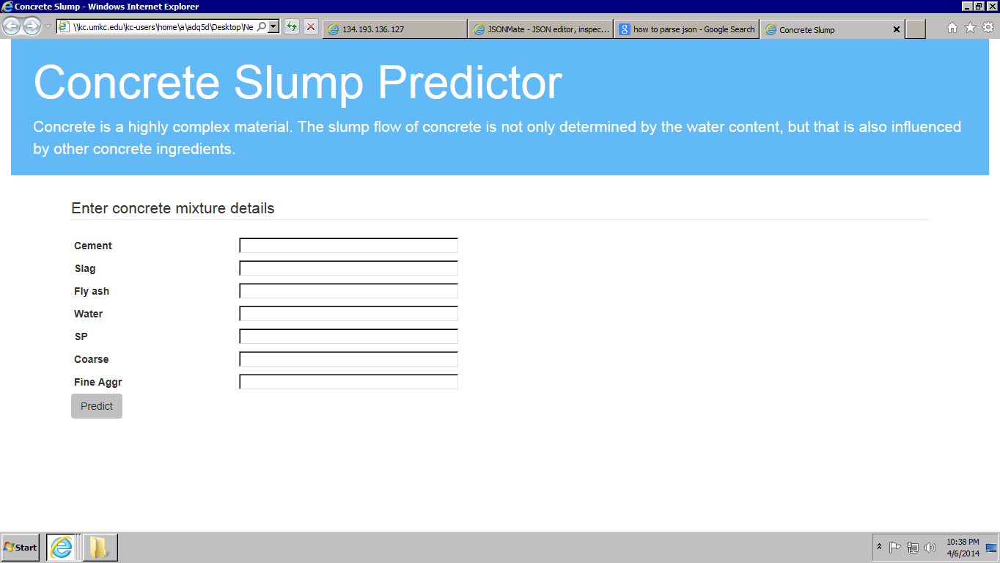 Concrete Slump - Windows Internet Explorer
\\kc.umkc.edu\kc-users\home\a\adq5d\Desktop\Ne
134.193.136.127
JSONMate - JSON editor, inspec...
how to parse json - Google Search
Concrete Slump
Concrete Slump Predictor
Concrete is a highly complex material. The slump flow of concrete is not only determined by the water content, but that is also influenced
by other concrete ingredients.
Enter concrete mixture details
Cement
Slag
Fly ash
Water
SP
Coarse
Fine Aggr
Predict
Start
10:38 PM
4/6/2014